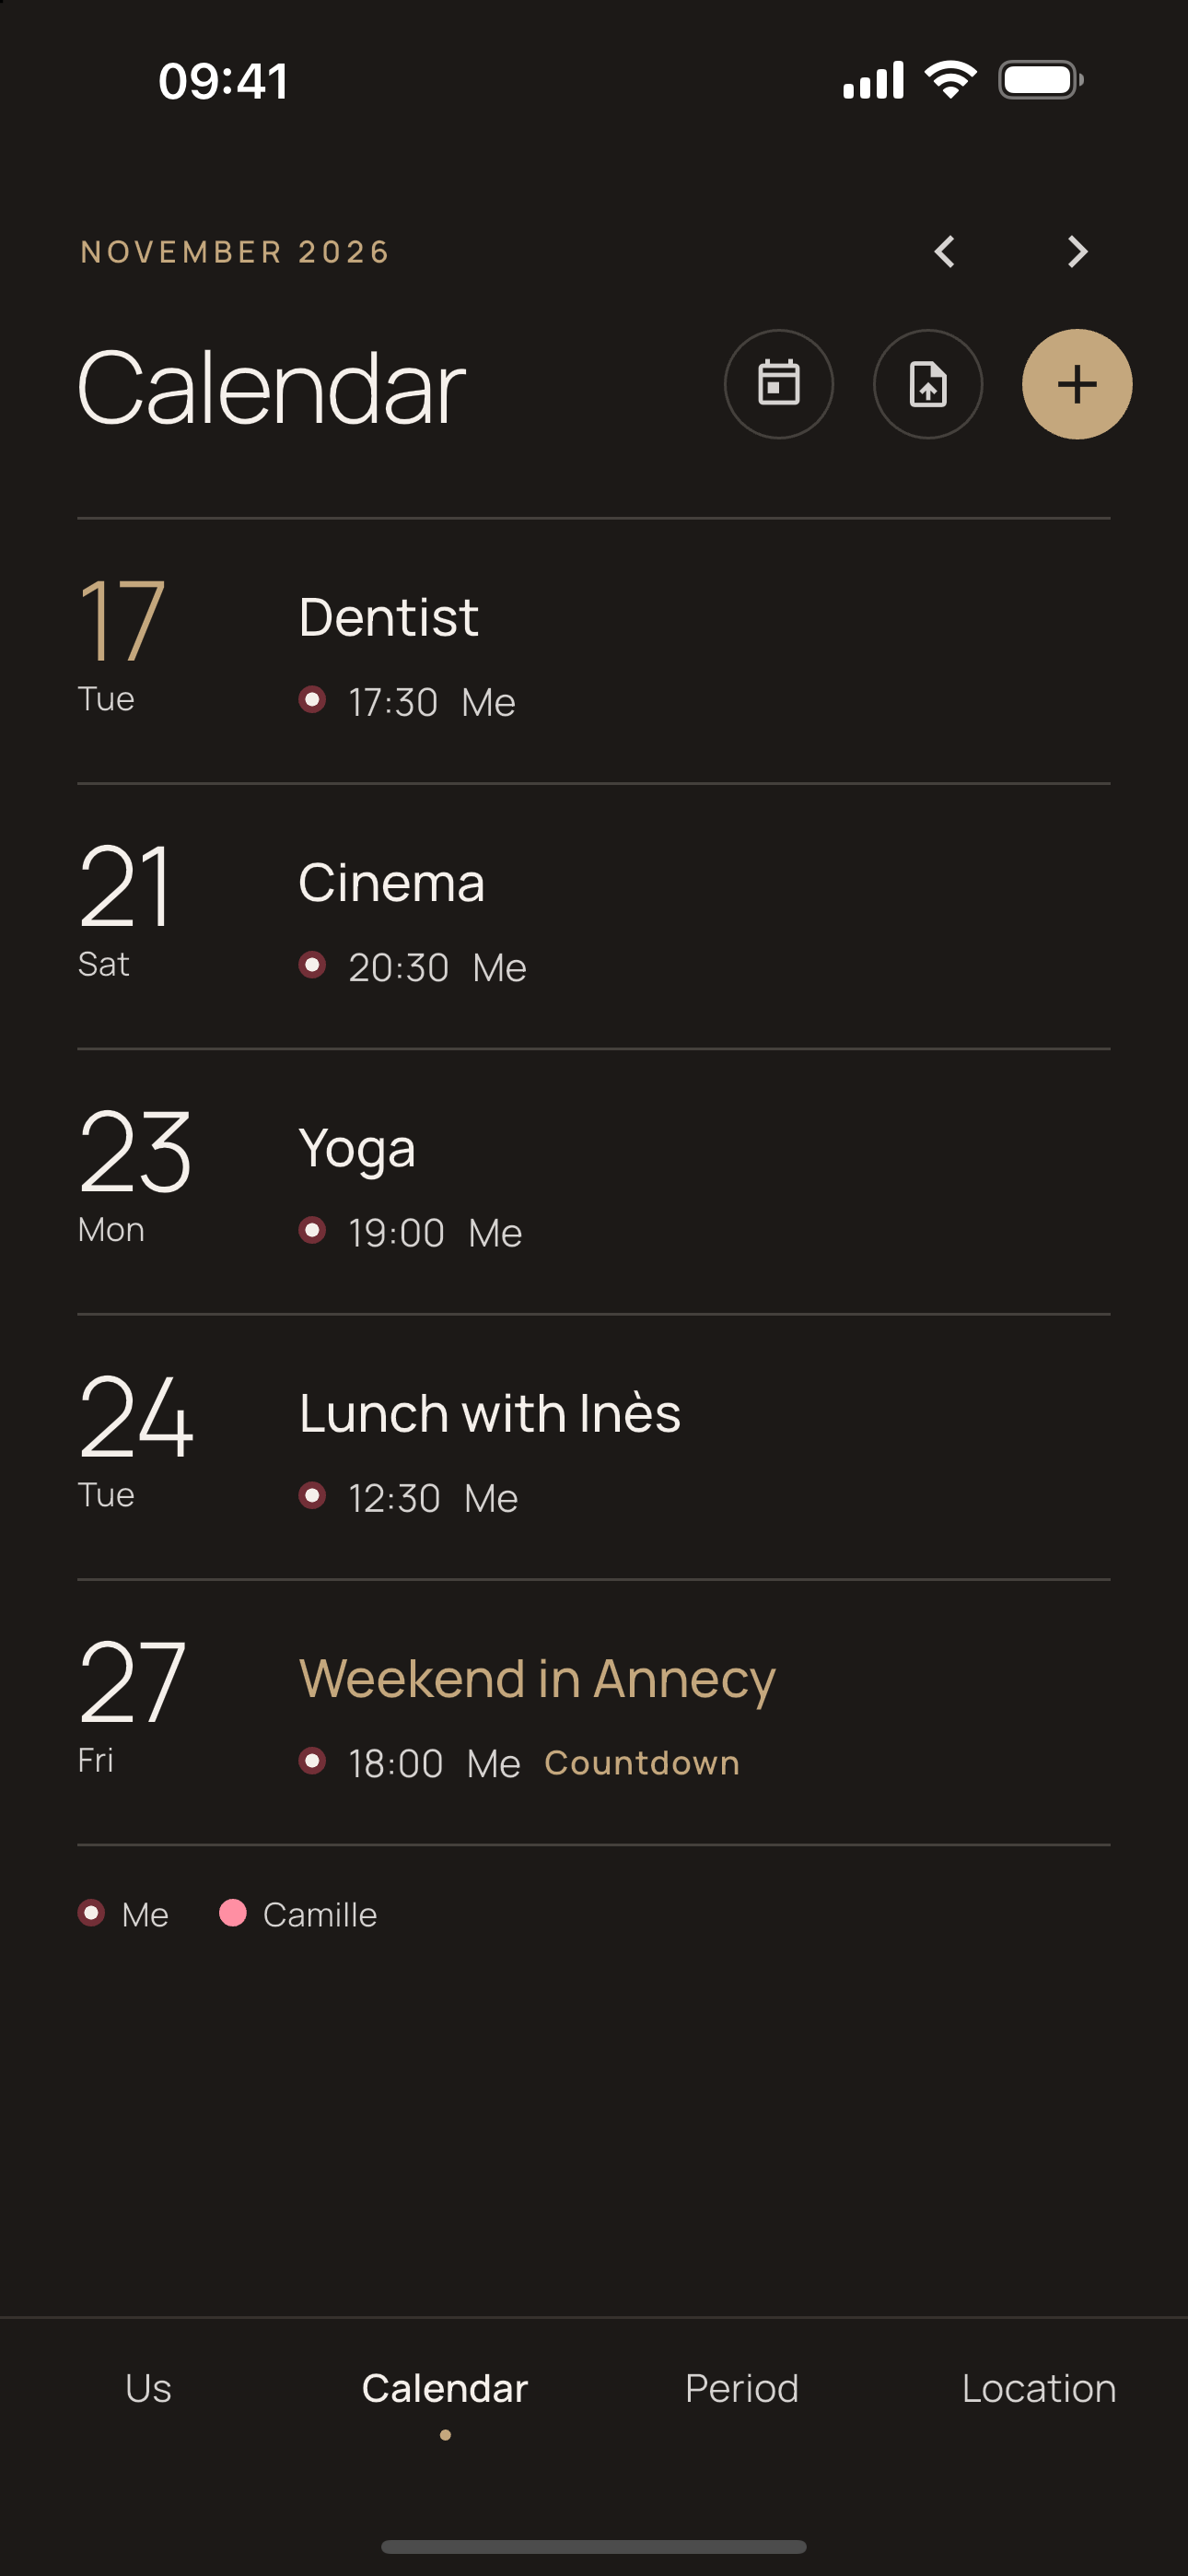 09:41
NOVEMBER 2026
Calendar
17
Tue
Dentist
17:30 Me
21
Sat
Cinema
20:30 Me
23
Mon
Yoga
19:00 Me
24
Tue
Lunch with Inès
12:30 Me
27
Fri
Weekend in Annecy
18:00 Me Countdown
Me Camille
Us Calendar Period Location